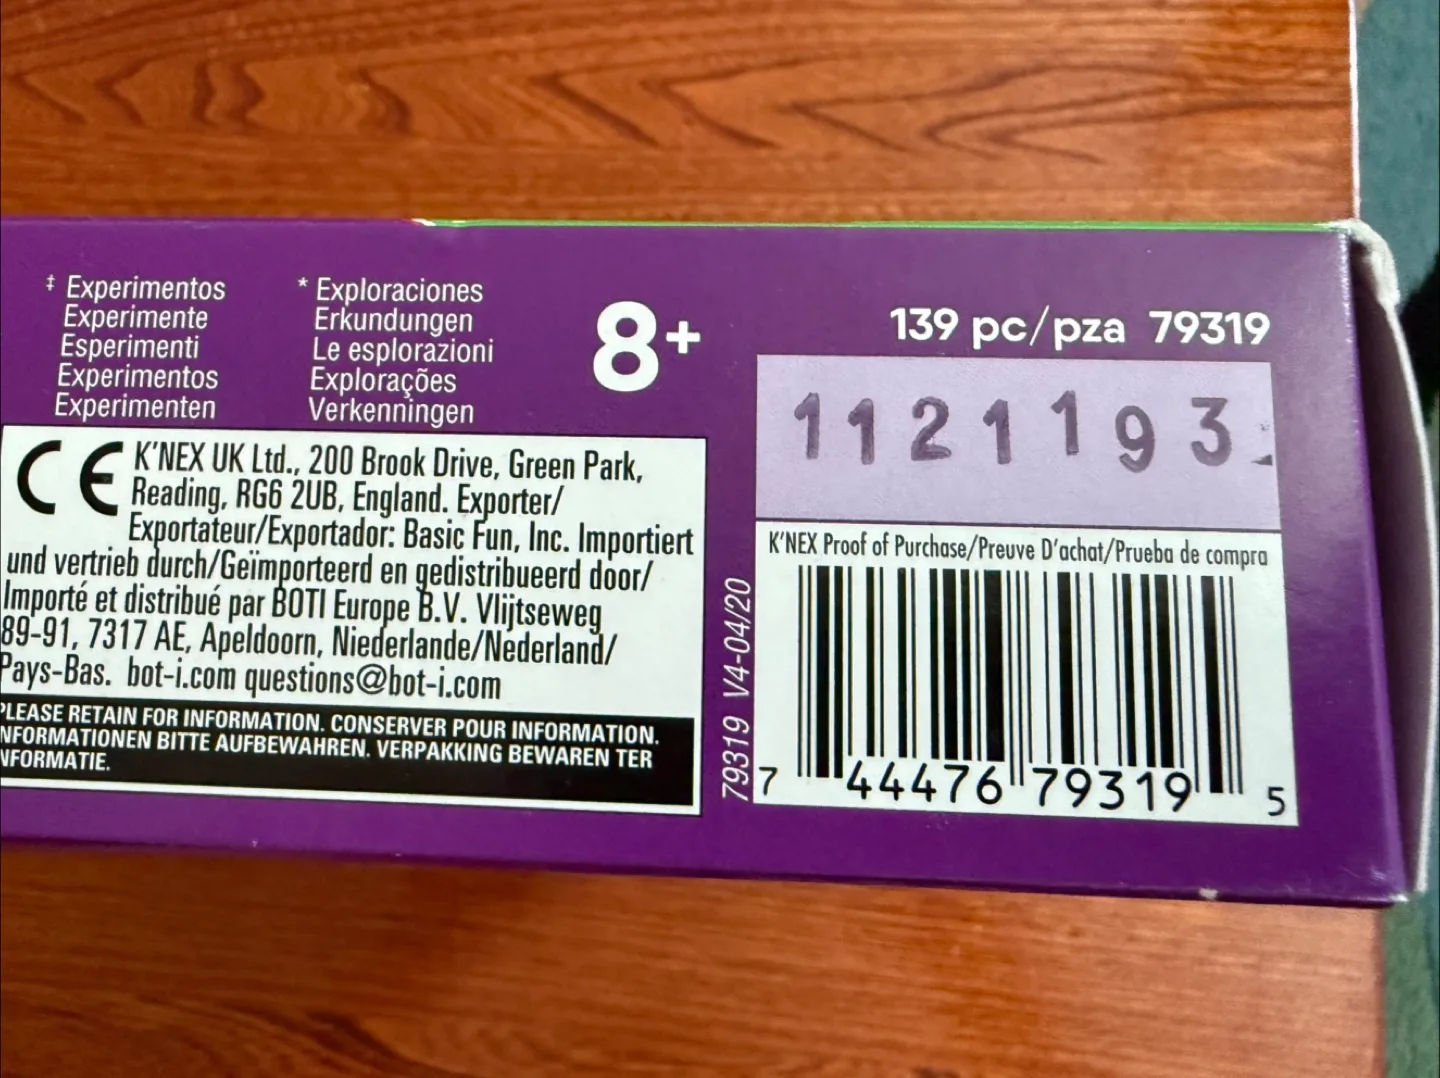 ‡ Experimentos
Experimente
Esperimenti
Experimentos
Experimenten
* Exploraciones
Erkundungen
Le esplorazioni
Explorações
Verkenningen
8+
139 pc/pza 79319
1121193
CE
K'NEX UK Ltd., 200 Brook Drive, Green Park,
Reading, RG6 2UB, England. Exporter/
Exportateur/Exportador: Basic Fun, Inc. Importiert
und vertrieb durch/Geïmporteerd en gedistribueerd door/
Importé et distribué par BOTI Europe B.V. Vlijtseweg
89-91, 7317 AE, Apeldoorn, Niederlande/Nederland/
Pays-Bas. bot-i.com questions@bot-i.com
PLEASE RETAIN FOR INFORMATION. CONSERVER POUR INFORMATION.
NFORMATIONEN BITTE AUFBEWAHREN. VERPAKKING BEWAREN TER
NFORMATIE.
79319 V4-04/20
K'NEX Proof of Purchase/Preuve D'achat/Prueba de compra
7 44476 79319 5